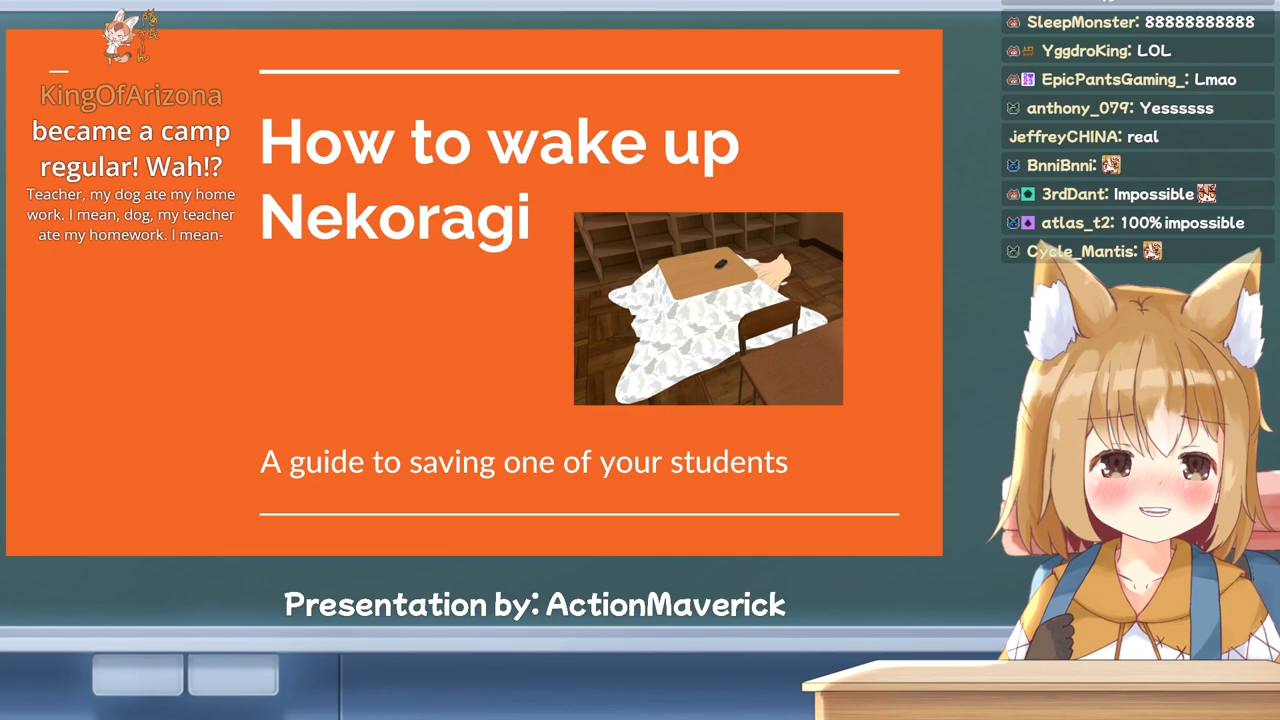 KingOfArizona
became a camp
regular! Wah!?
Teacher, my dog ate my home
work. I mean, dog, my teacher
ate my homework. I mean-
How to wake up
Nekoragi
A guide to saving one of your students
Presentation by: ActionMaverick
SleepMonster: 88888888888
YggdroKing: LOL
EpicPantsGaming_: Lmao
anthony_079: Yessssss
jeffreyCHINA: real
BnniBnni:
3rdDant: Impossible
atlas_t2: 100% impossible
Cycle_Mantis: